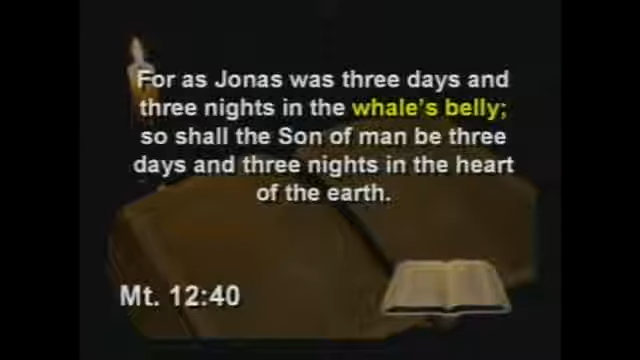 For as Jonas was three days and
three nights in the whale's belly;
so shall the Son of man be three
days and three nights in the heart
of the earth.
Mt. 12:40